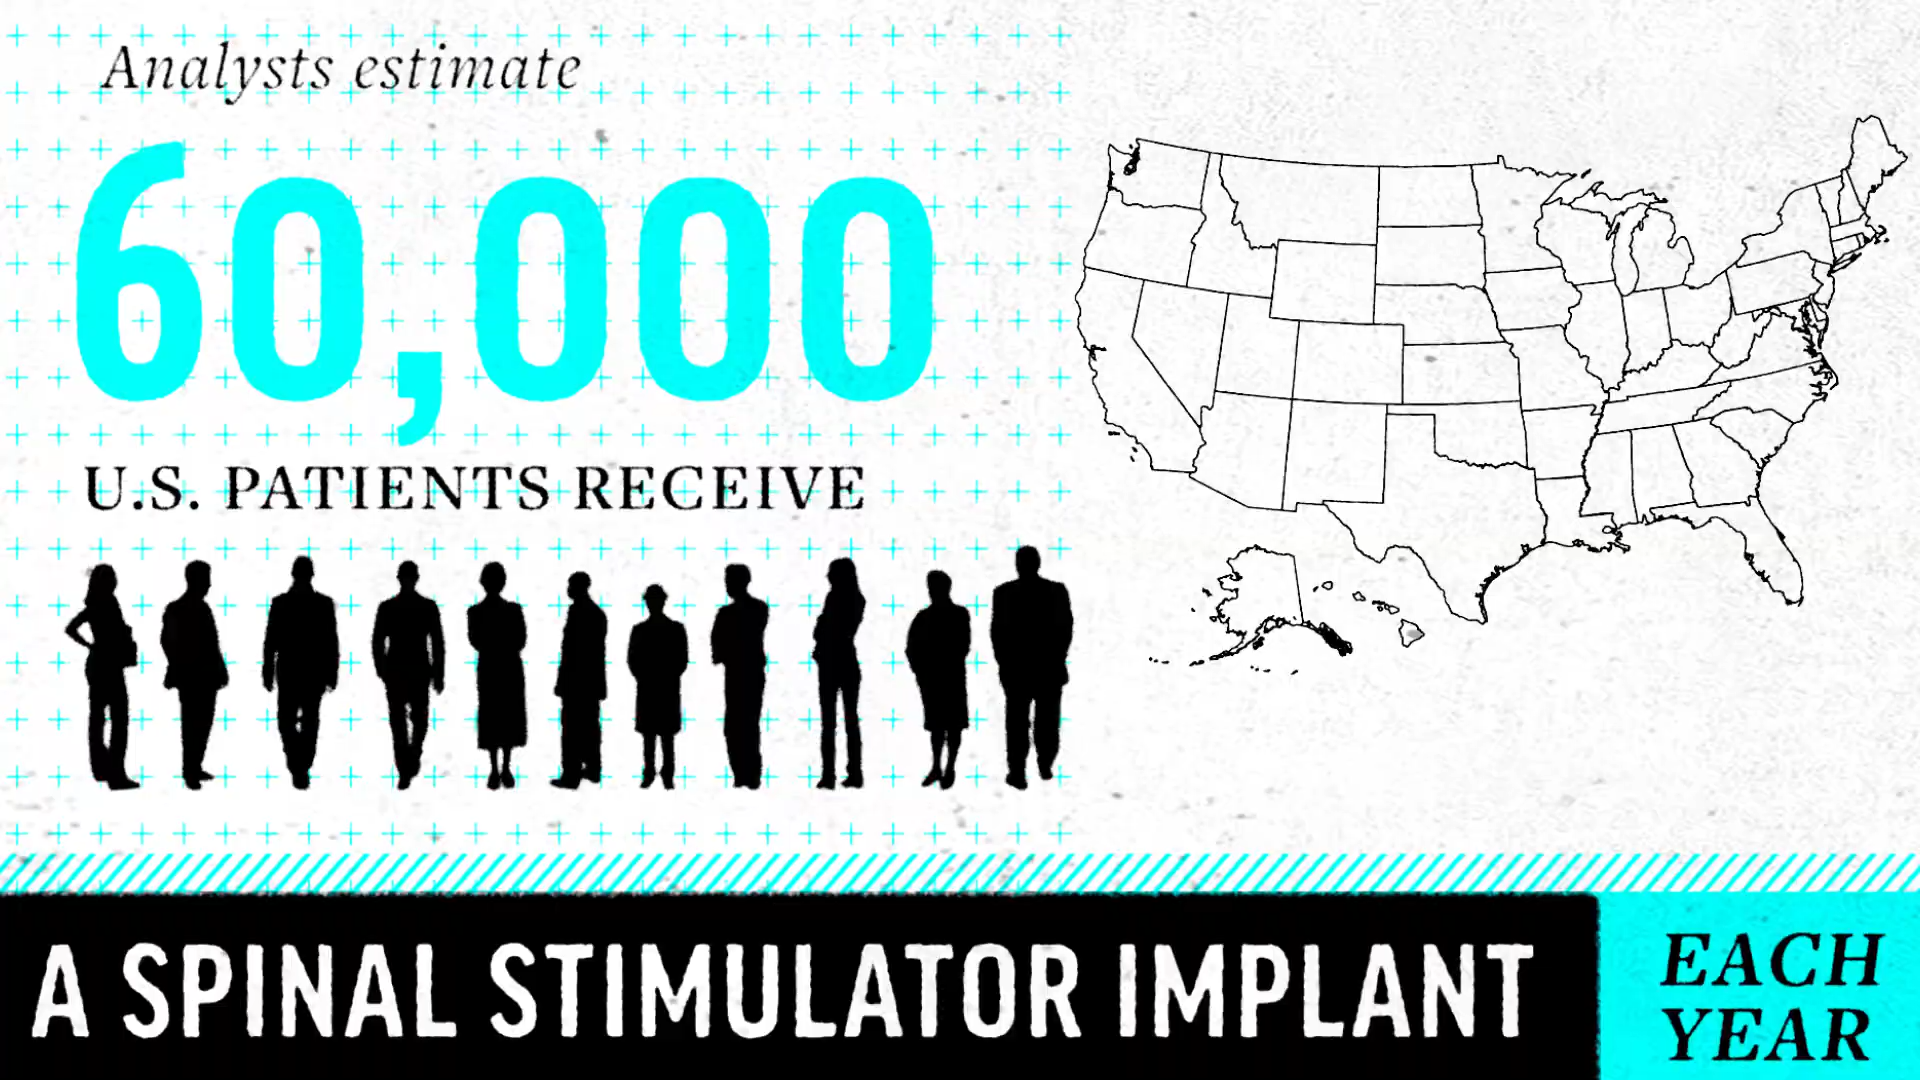 Analysts estimate
60,000
U.S. PATIENTS RECEIVE
A SPINAL STIMULATOR IMPLANT
EACH
YEAR